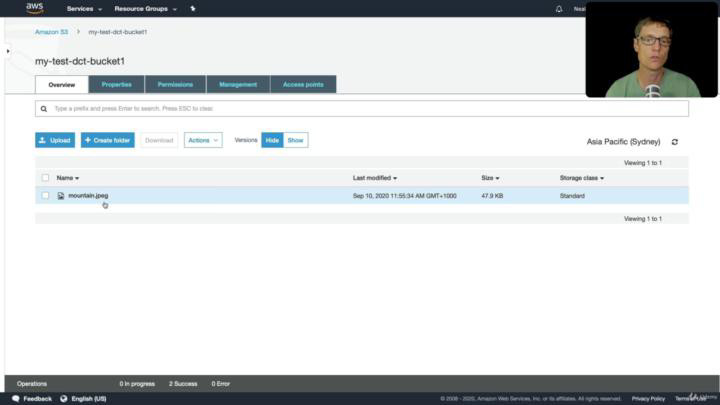 aws Services Resource Groups Neal
Amazon S3 > my-test-dct-bucket1
my-test-dct-bucket1
Overview Properties Permissions Management Access points
Type a prefix and press Enter to search. Press ESC to clear.
Upload + Create folder Download Actions Versions Hide Show Asia Pacific (Sydney)
Viewing 1 to 1
Name Last modified Size Storage class
mountain.jpeg Sep 10, 2020 11:55:34 AM GMT+1000 47.9 KB Standard
Viewing 1 to 1
Operations 0 In progress 2 Success 0 Error
Feedback English (US) © 2008 - 2020, Amazon Web Services, Inc. or its affiliates. All rights reserved. Privacy Policy Terms of Use
Udemy